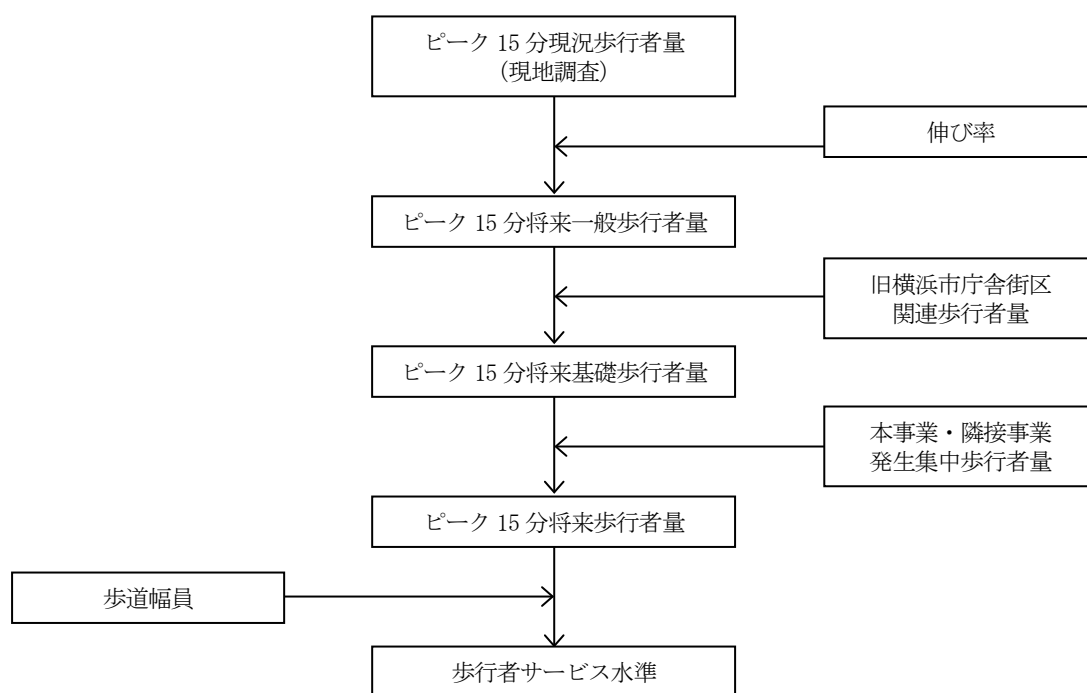 ピーク 15 分現況歩行者量
（現地調査）
伸び率
ピーク 15 分将来一般歩行者量
旧横浜市庁舎街区
関連歩行者量
ピーク 15 分将来基礎歩行者量
本事業・隣接事業
発生集中歩行者量
ピーク 15 分将来歩行者量
歩道幅員
歩行者サービス水準